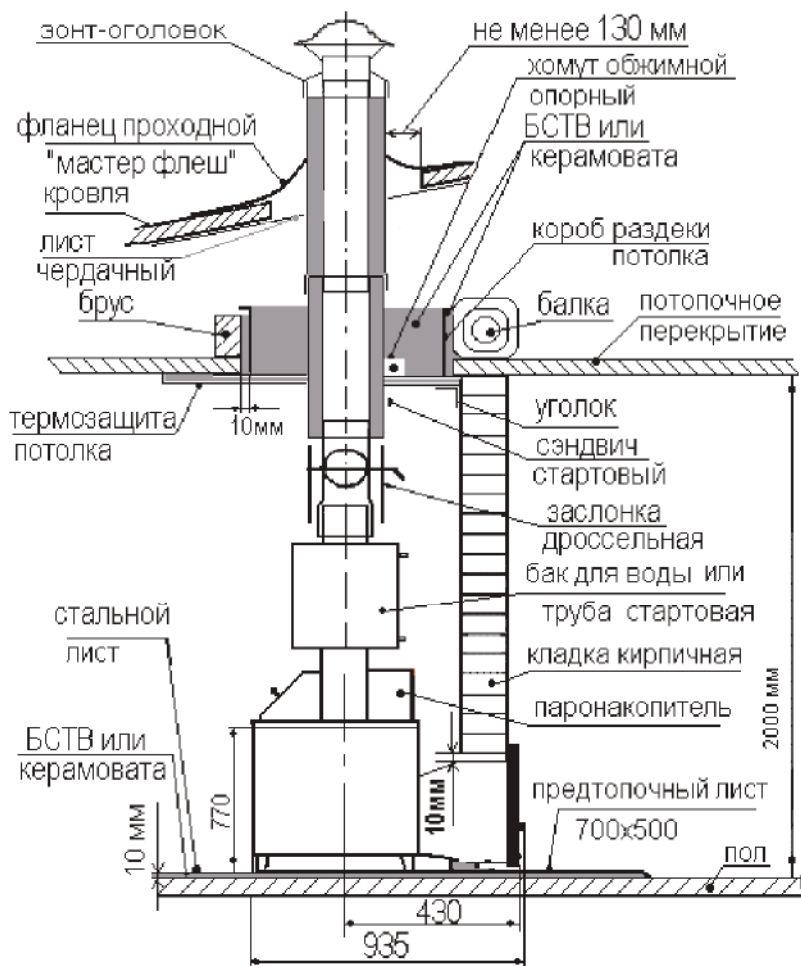 зонт-оголовок
не менее 130 мм
хомут обжимной
опорный
фланец проходной
"мастер флеш"
БСТВ или
керамовата
кровля
лист
чердачный
короб раздеки
потолка
брус
балка
потопочное
перекрытие
термозащита
потолка
10мм
уголок
сэндвич
стартовый
заслонка
дроссельная
бак для воды или
труба стартовая
стальной
лист
кладка кирпичная
2000 мм
паронакопитель
БСТВ или
керамовата
770
10мм
предтопочный лист
700х500
10 мм
пол
430
935